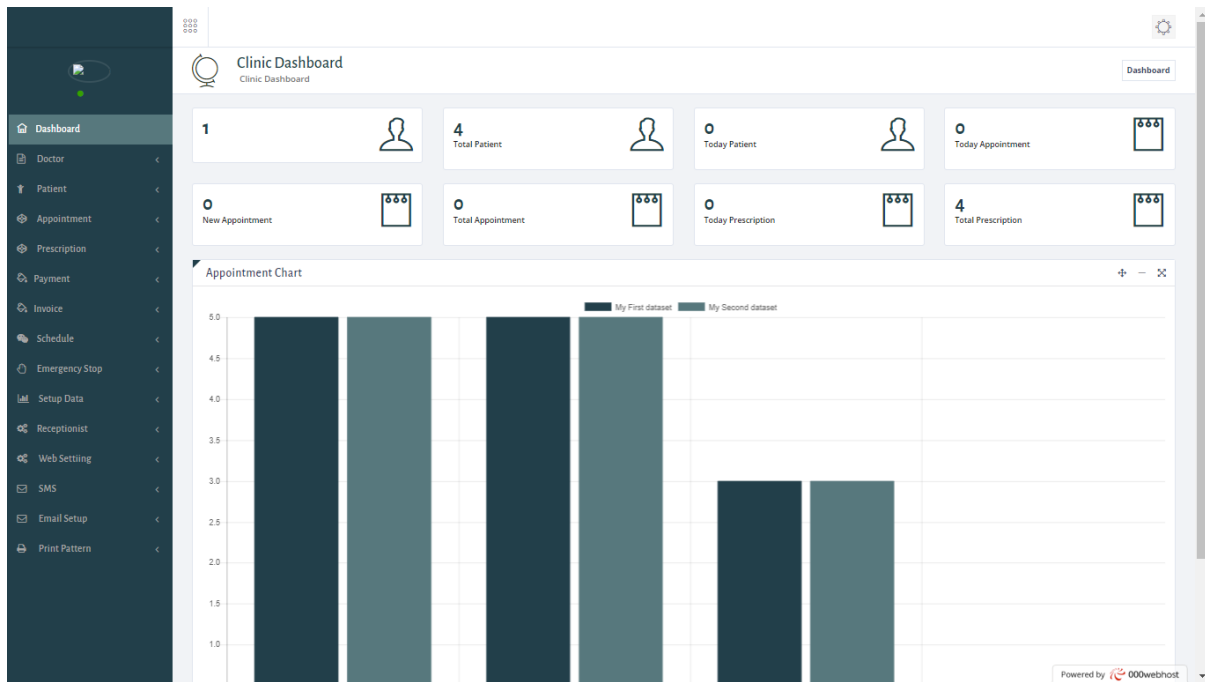 Clinic Dashboard
Clinic Dashboard
Dashboard
Dashboard
Doctor
Patient
Appointment
Prescription
Payment
Invoice
Schedule
Emergency Stop
Setup Data
Receptionist
Web Settiing
SMS
Email Setup
Print Pattern
1
4
Total Patient
0
Today Patient
0
Today Appointment
0
New Appointment
0
Total Appointment
0
Today Prescription
4
Total Prescription
Appointment Chart
My First dataset My Second dataset
5.0
4.5
4.0
3.5
3.0
2.5
2.0
1.5
1.0
Powered by 000webhost